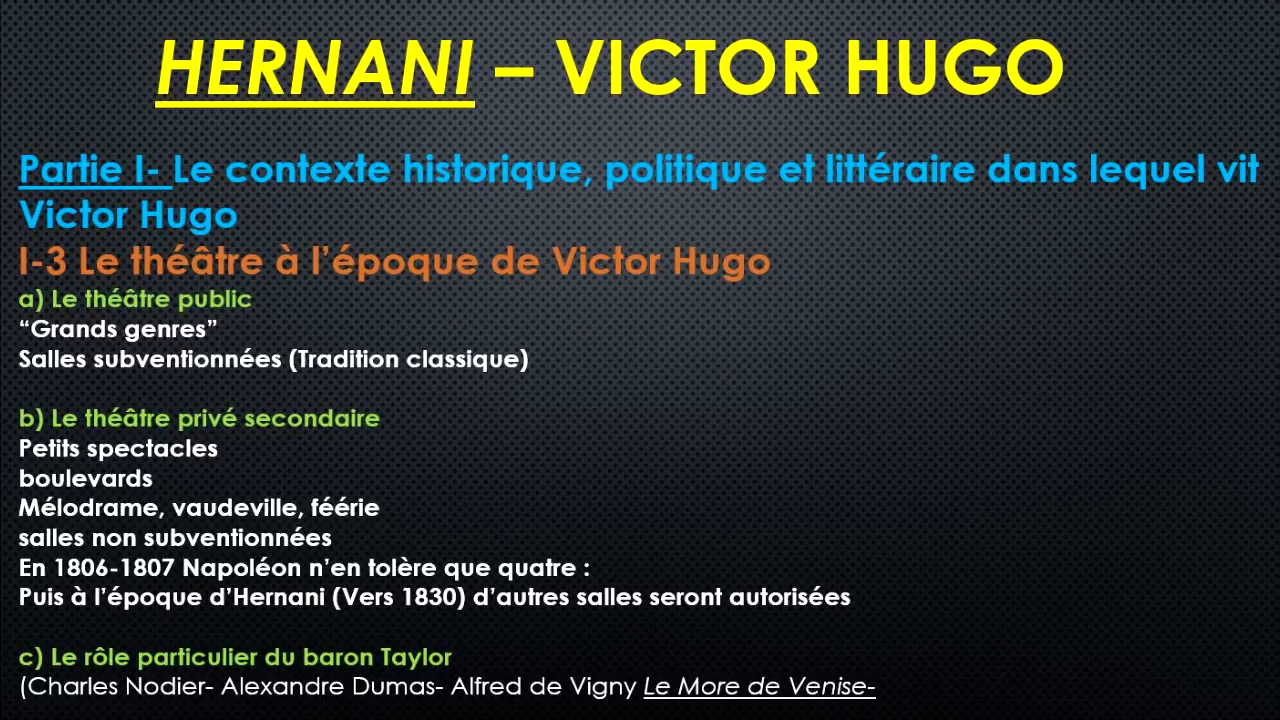 HERNANI – VICTOR HUGO
Partie I- Le contexte historique, politique et littéraire dans lequel vit
Victor Hugo
I-3 Le théâtre à l’époque de Victor Hugo
a) Le théâtre public
“Grands genres”
Salles subventionnées (Tradition classique)
b) Le théâtre privé secondaire
Petits spectacles
boulevards
Mélodrame, vaudeville, féérie
salles non subventionnées
En 1806-1807 Napoléon n’en tolère que quatre :
Puis à l’époque d’Hernani (Vers 1830) d’autres salles seront autorisées
c) Le rôle particulier du baron Taylor
(Charles Nodier- Alexandre Dumas- Alfred de Vigny Le More de Venise-